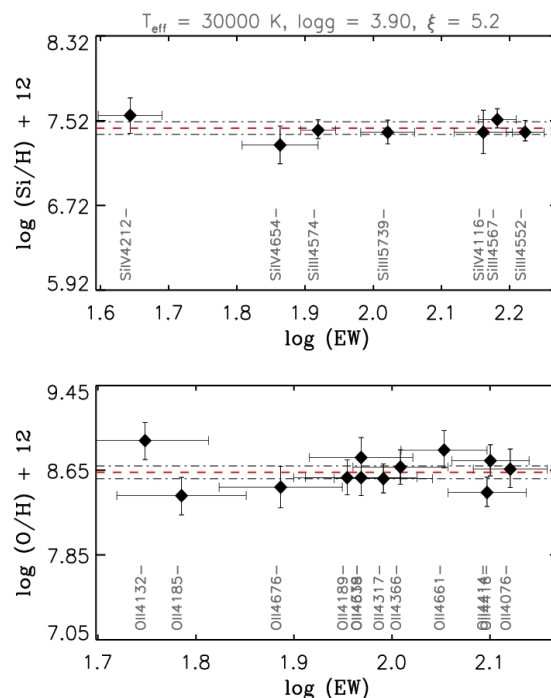 T_eff = 30000 K, logg = 3.90, ξ = 5.2
8.32
7.52
6.72
5.92
log (Si/H) + 12
SiIV4212
SiIV4654
SiIII4574
SiIII5739
SiIV4116
SiIII4567
SiIII4552
1.6 1.7 1.8 1.9 2.0 2.1 2.2
log (EW)
9.45
8.65
7.85
7.05
log (O/H) + 12
OII4132
OII4185
OII4676
OII4189
OII4317
OII4366
OII4661
OII4076
1.7 1.8 1.9 2.0 2.1
log (EW)